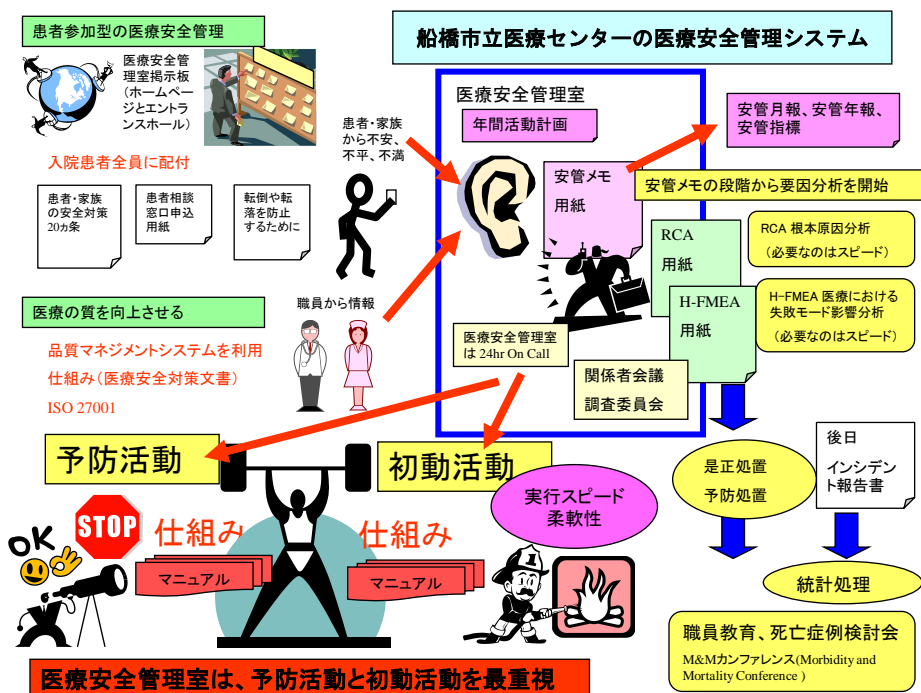 患者参加型の医療安全管理
船橋市立医療センターの医療安全管理システム
医療安全管
理室掲示板
(ホームペー
ジとエントラ
ンスホール)
入院患者全員に配付
患者・家族
の安全対策
20ヵ条
患者相談
窓口申込
用紙
転倒や転
落を防止
するために
患者・家族
から不安、
不平、不満
医療安全管理室
年間活動計画
安管メモ
用紙
安管月報、安管年報、
安管指標
安管メモの段階から要因分析を開始
RCA
用紙
RCA 根本原因分析
(必要なのはスピード)
H-FMEA
用紙
H-FMEA 医療における
失敗モード影響分析
(必要なのはスピード)
医療の質を向上させる
品質マネジメントシステムを利用
仕組み(医療安全対策文書)
ISO 27001
職員から情報
医療安全管理室
は 24hr On Call
関係者会議
調査委員会
予防活動
初動活動
実行スピード
柔軟性
是正処置
予防処置
後日
インシデン
ト報告書
STOP
OK
仕組み
仕組み
マニュアル
マニュアル
1
統計処理
職員教育、死亡症例検討会
M&Mカンファレンス(Morbidity and
Mortality Conference )
医療安全管理室は、予防活動と初動活動を最重視